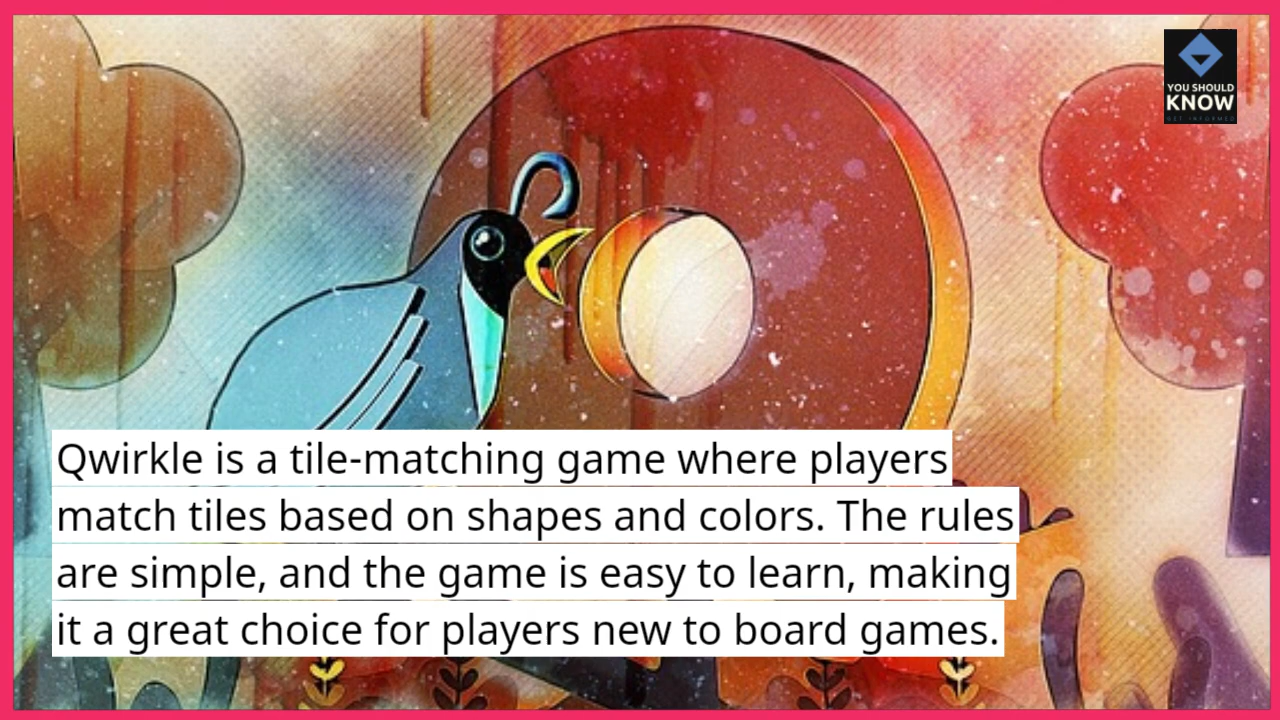 YOU SHOULD
KNOW
GET INFORMED
Qwirkle is a tile-matching game where players
match tiles based on shapes and colors. The rules
are simple, and the game is easy to learn, making
it a great choice for players new to board games.